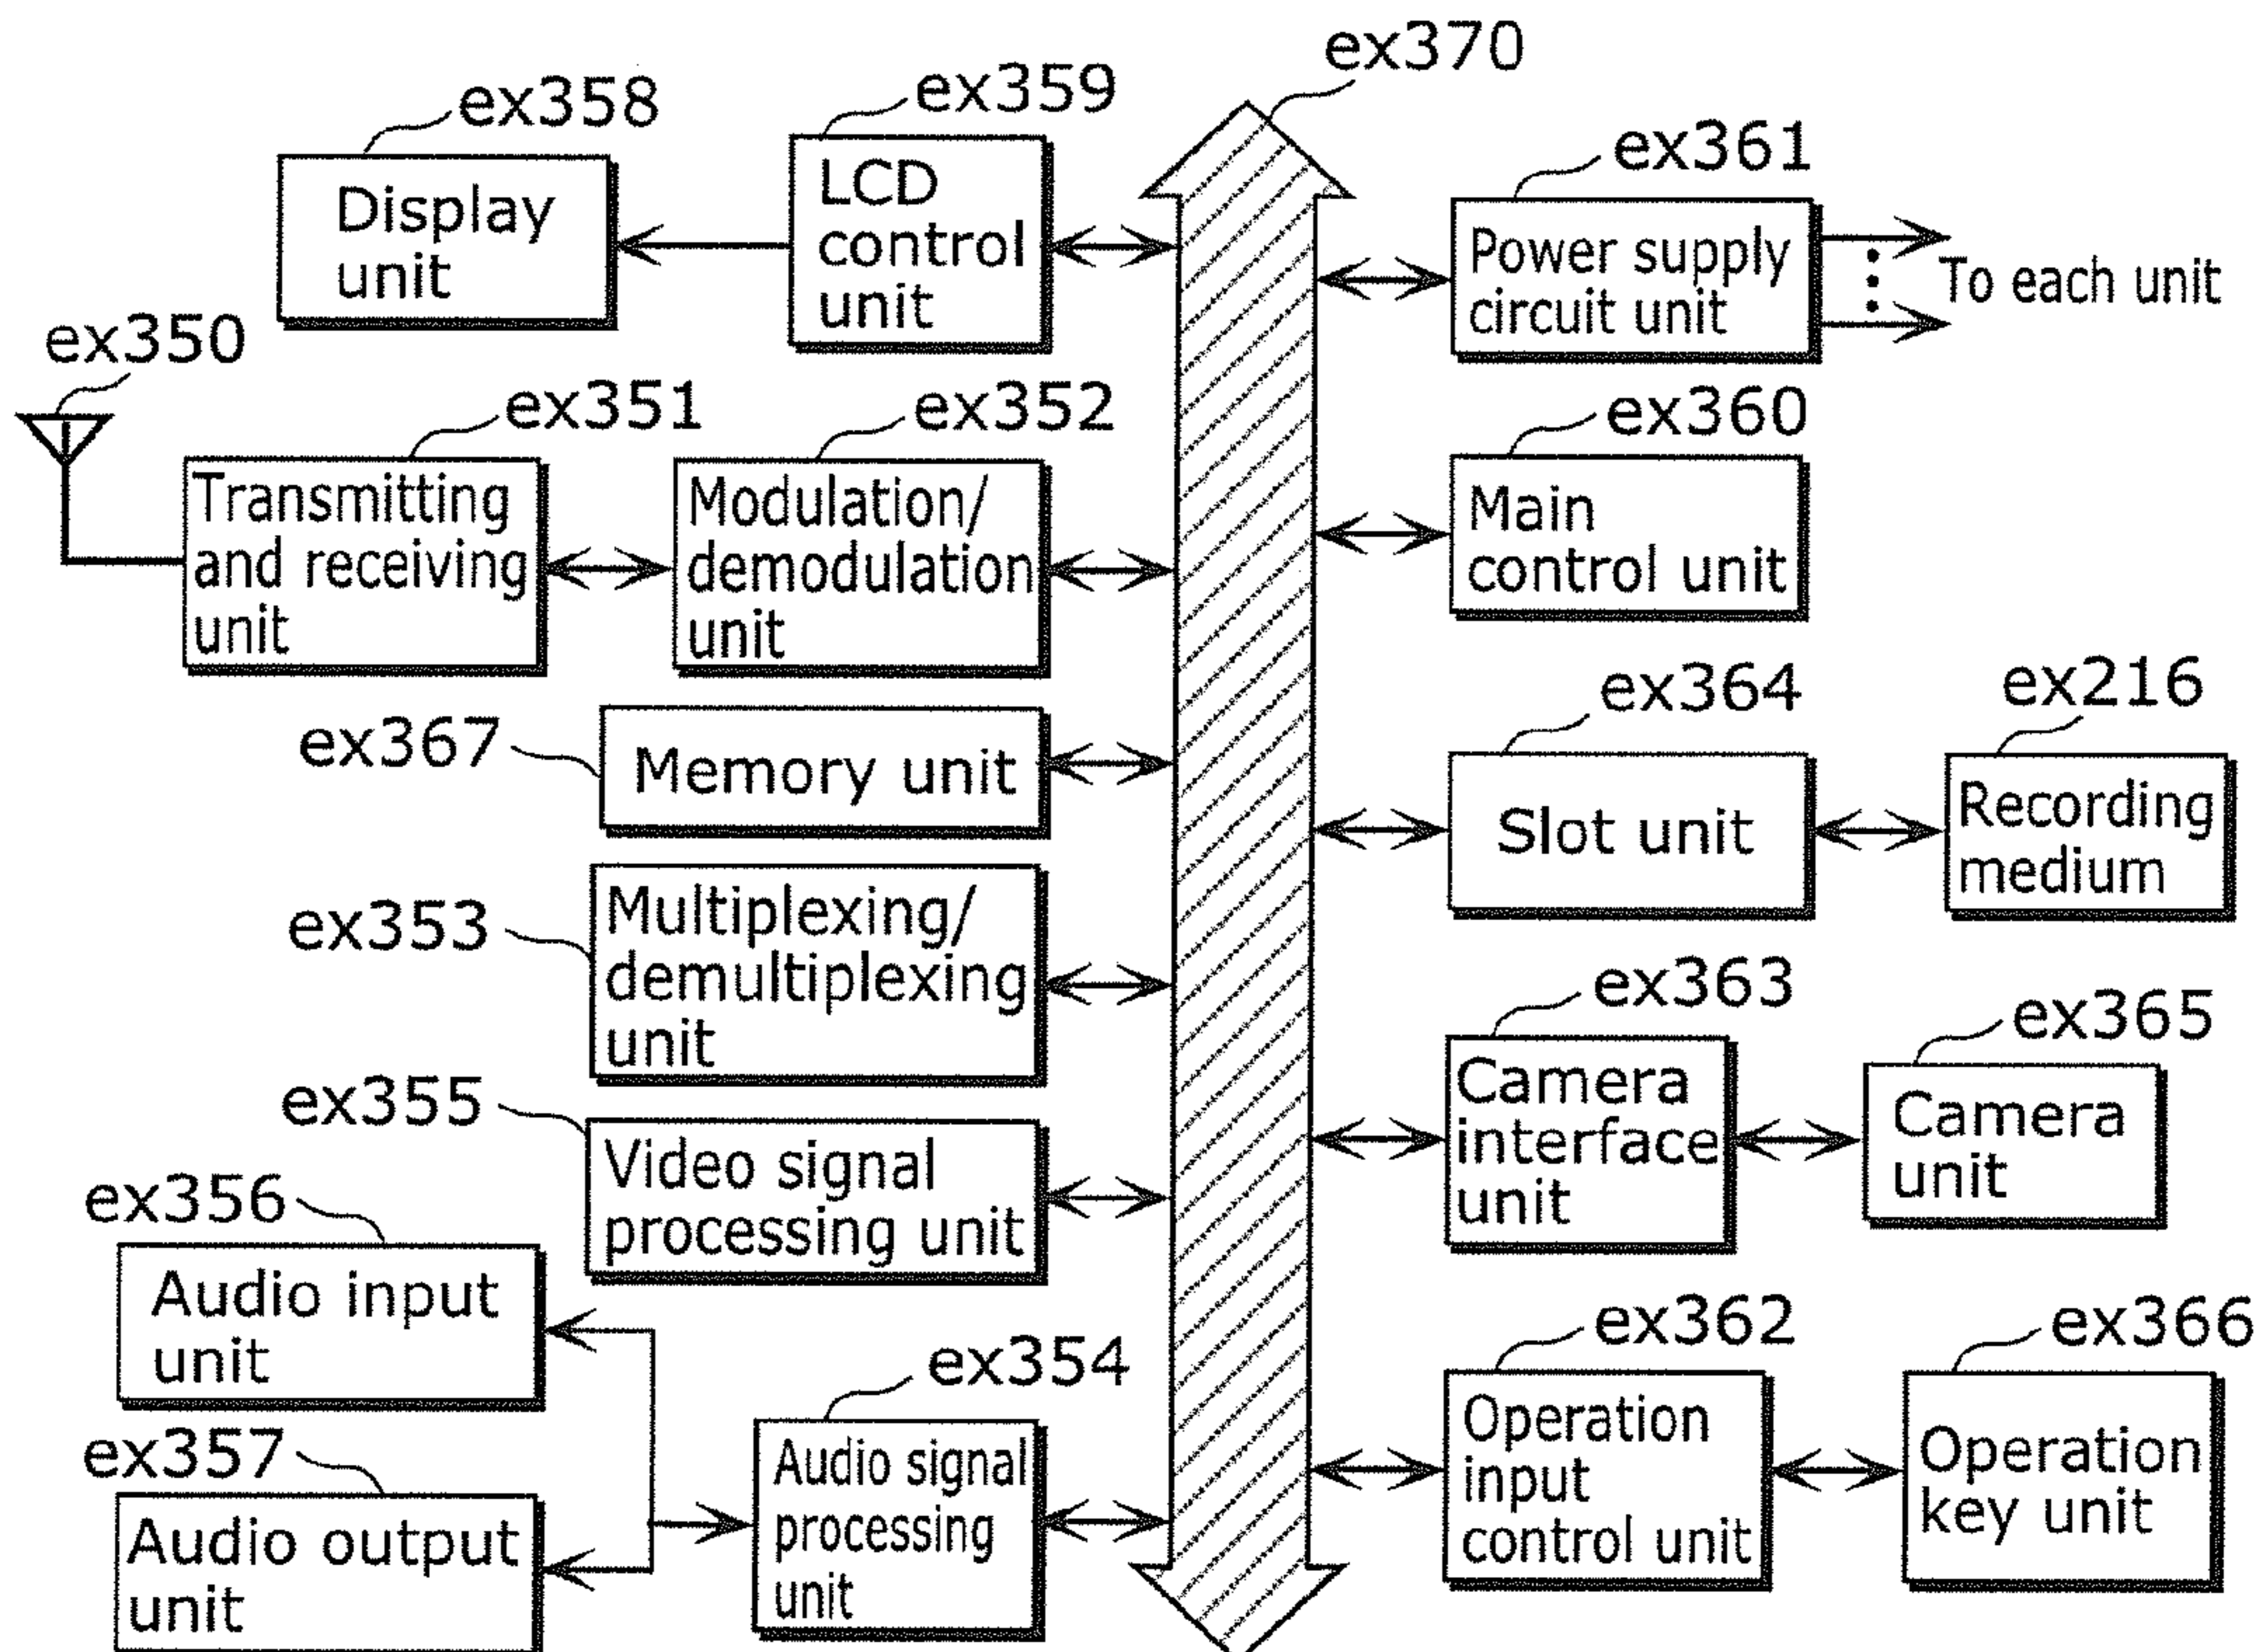 ex370
ex358
ex359
ex361
Display
unit
LCD
control
unit
Power supply
circuit unit
To each unit
ex350
ex351
ex352
ex360
Transmitting
and receiving
unit
Modulation/
demodulation
unit
Main
control unit
ex367
Memory unit
ex364
ex216
Slot unit
Recording
medium
ex353
Multiplexing/
demultiplexing
unit
ex363
ex365
Camera
interface
unit
Camera
unit
ex355
Video signal
processing unit
ex356
Audio input
unit
ex357
Audio output
unit
ex354
Audio signal
processing
unit
ex362
ex366
Operation
input
control unit
Operation
key unit